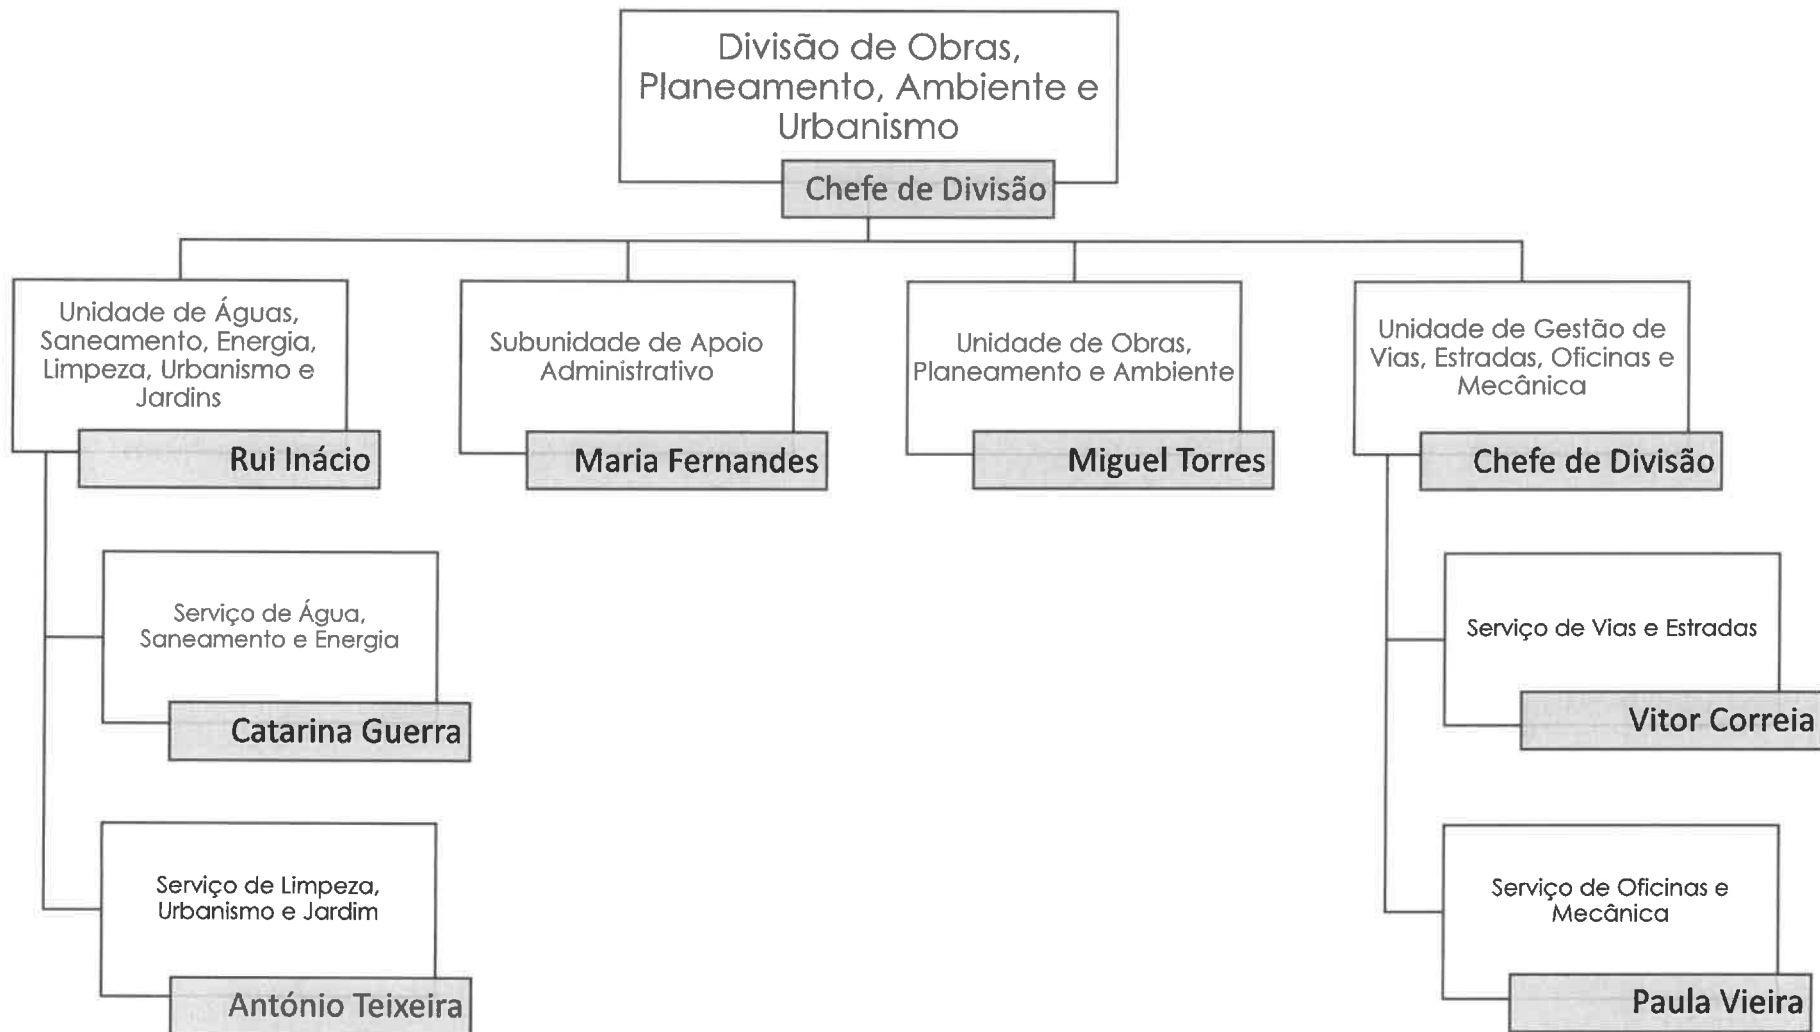 Divisão de Obras,
Planeamento, Ambiente e
Urbanismo
Chefe de Divisão
Unidade de Águas,
Saneamento, Energia,
Limpeza, Urbanismo e
Jardins
Rui Inácio
Subunidade de Apoio
Administrativo
Maria Fernandes
Unidade de Obras,
Planeamento e Ambiente
Miguel Torres
Unidade de Gestão de
Vias, Estradas, Oficinas e
Mecânica
Chefe de Divisão
Serviço de Água,
Saneamento e Energia
Catarina Guerra
Serviço de Vias e Estradas
Vitor Correia
Serviço de Limpeza,
Urbanismo e Jardim
António Teixeira
Serviço de Oficinas e
Mecânica
Paula Vieira